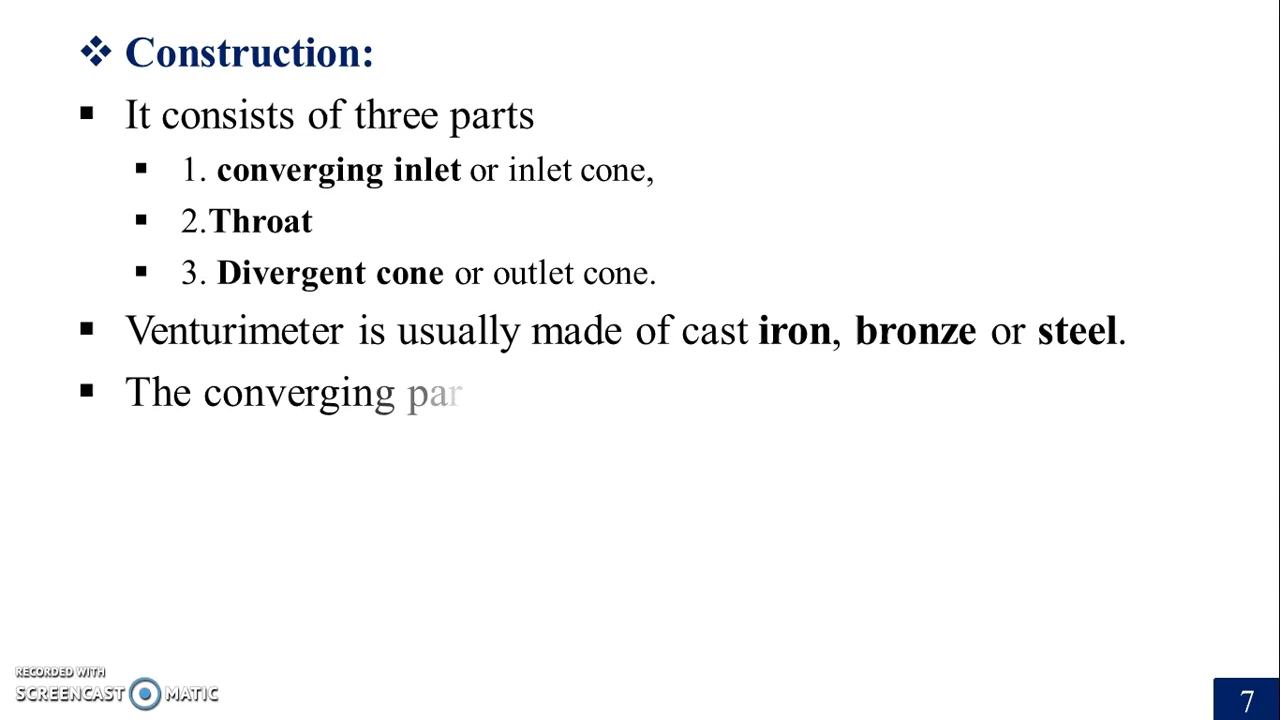 Construction:
It consists of three parts
1. converging inlet or inlet cone,
2.Throat
3. Divergent cone or outlet cone.
Venturimeter is usually made of cast iron, bronze or steel.
The converging par
RECORDED WITH
SCREENCAST MATIC
7